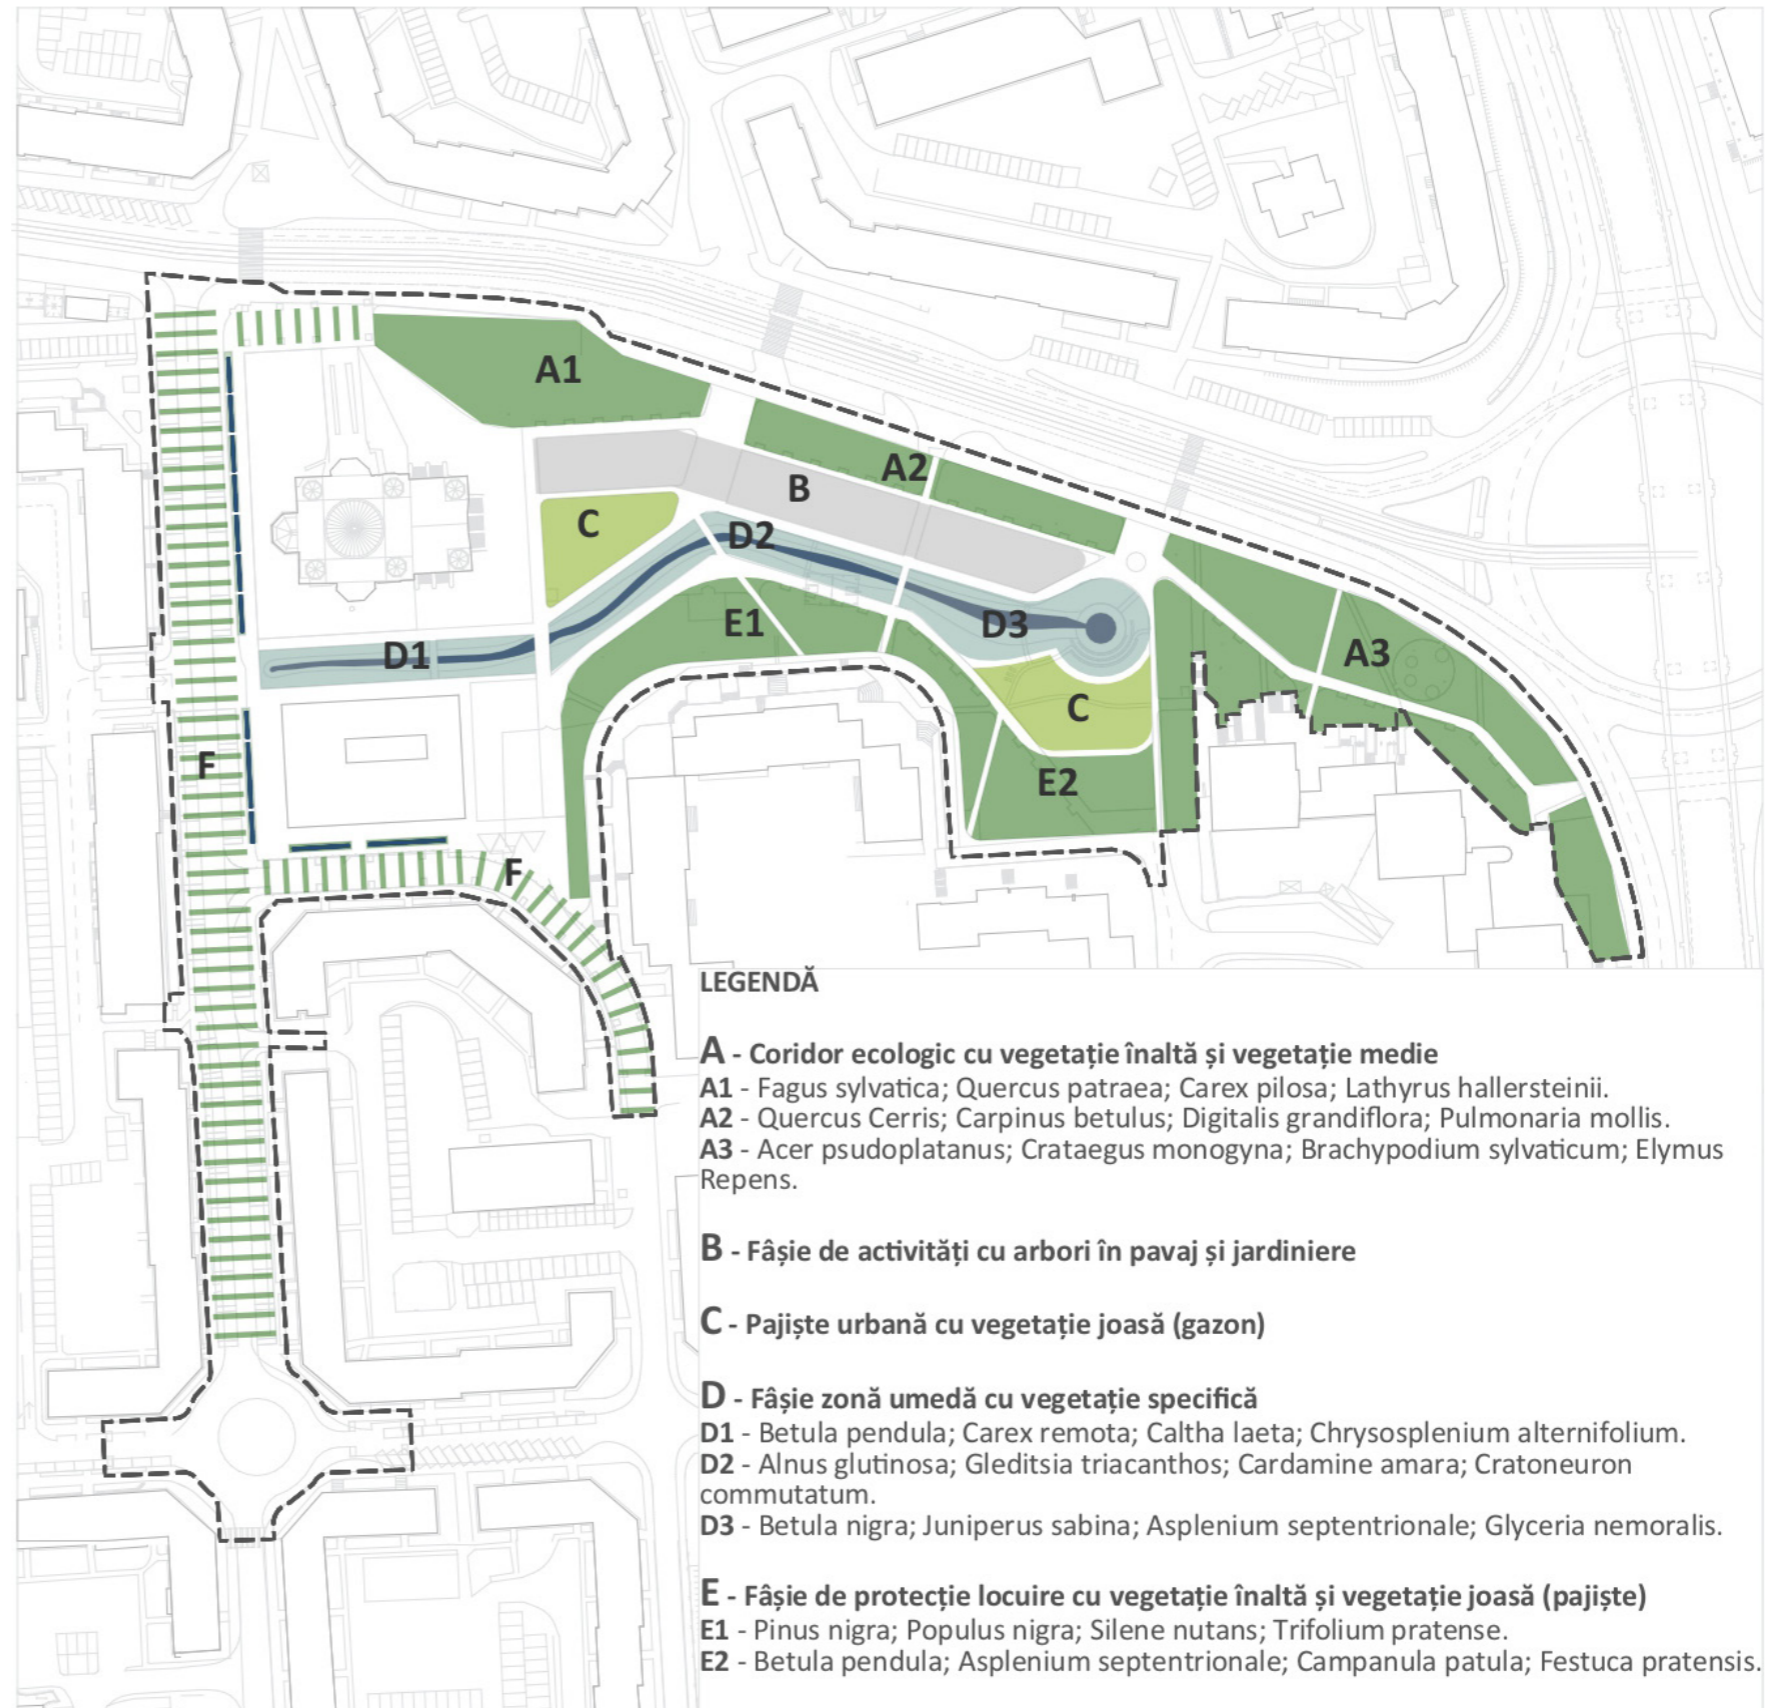 A1
A2
B
C
D2
E1
D3
D1
A3
C
F
E2
F
LEGENDĂ
A - Coridor ecologic cu vegetație înaltă și vegetație medie
A1 - Fagus sylvatica; Quercus patraea; Carex pilosa; Lathyrus hallersteinii.
A2 - Quercus Cerris; Carpinus betulus; Digitalis grandiflora; Pulmonaria mollis.
A3 - Acer psudoplatanus; Crataegus monogyna; Brachypodium sylvaticum; Elymus
Repens.
B - Fâșie de activități cu arbori în pavaj și jardiniere
C - Pajiște urbană cu vegetație joasă (gazon)
D - Fâșie zonă umedă cu vegetație specifică
D1 - Betula pendula; Carex remota; Caltha laeta; Chrysosplenium alternifolium.
D2 - Alnus glutinosa; Gleditsia triacanthos; Cardamine amara; Cratoneuron
commutatum.
D3 - Betula nigra; Juniperus sabina; Asplenium septentrionale; Glyceria nemoralis.
E - Fâșie de protecție locuire cu vegetație înaltă și vegetație joasă (pajiște)
E1 - Pinus nigra; Populus nigra; Silene nutans; Trifolium pratense.
E2 - Betula pendula; Asplenium septentrionale; Campanula patula; Festuca pratensis.